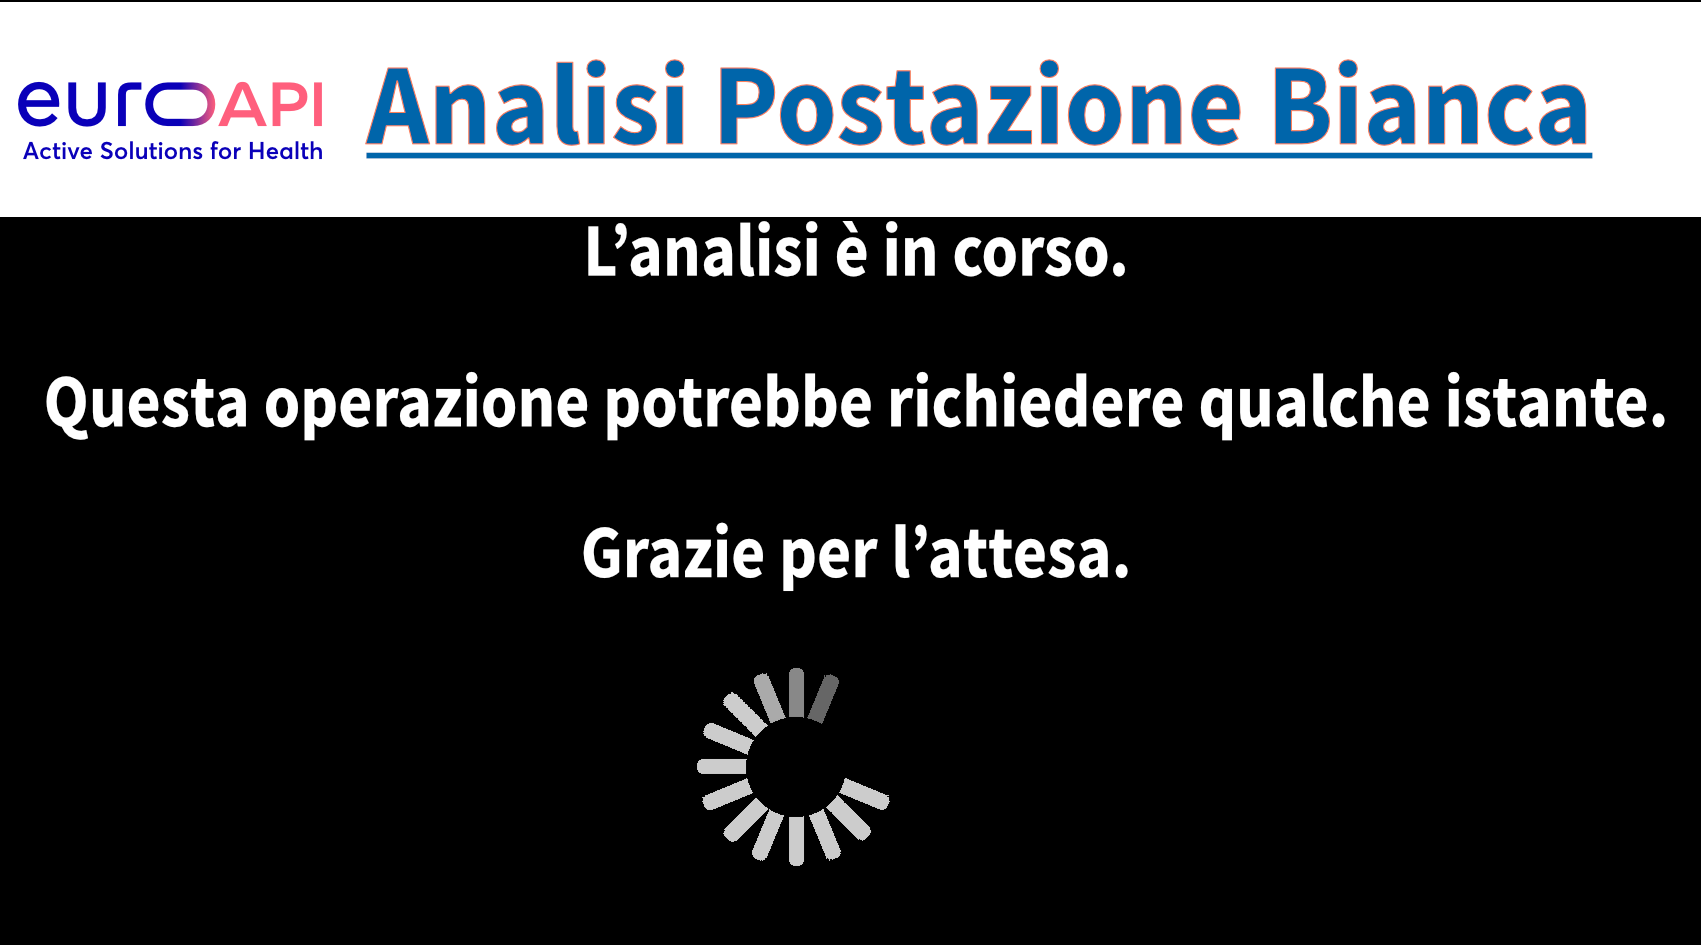 euroAPI
Active Solutions for Health
Analisi Postazione Bianca
L’analisi è in corso.
Questa operazione potrebbe richiedere qualche istante.
Grazie per l’attesa.